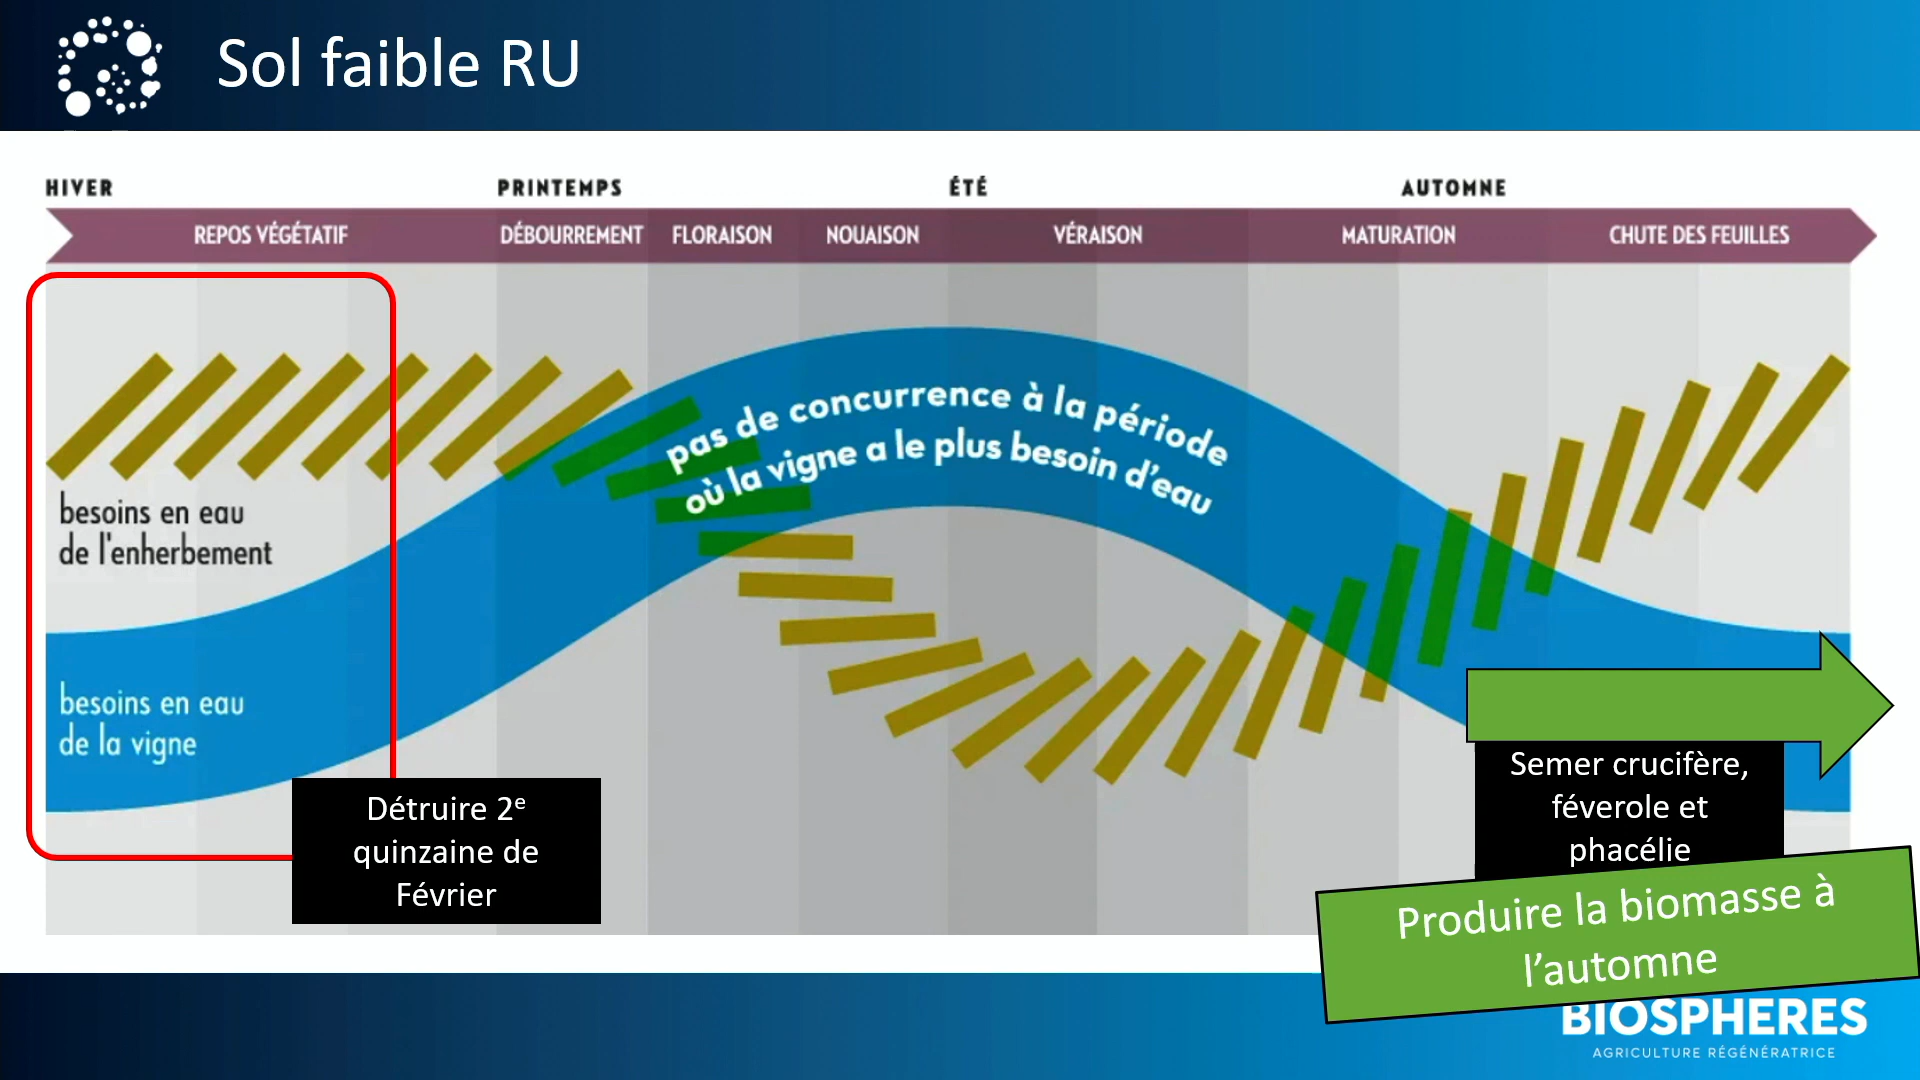 Sol faible RU
HIVER
PRINTEMPS
ÉTÉ
AUTOMNE
REPOS VÉGÉTATIF
DÉBOURREMENT
FLORAISON
NOUAISON
VÉRAISON
MATURATION
CHUTE DES FEUILLES
pas de concurrence à la période
où la vigne a le plus besoin d'eau
besoins en eau
de l'enherbement
besoins en eau
de la vigne
Détruire 2e
quinzaine de
Février
Semer crucifère,
féverole et
phacélie
Produire la biomasse à
l’automne
BIOSPHERES
AGRICULTURE RÉGÉNÉRATRICE